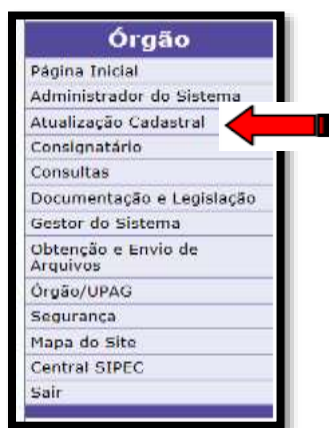 Órgão
Página Inicial
Administrador do Sistema
Atualização Cadastral
Consignatário
Consultas
Documentação e Legislação
Gestor do Sistema
Obtenção e Envio de
Arquivos
Órgão/UPAG
Segurança
Mapa do Site
Central SIPEC
Sair